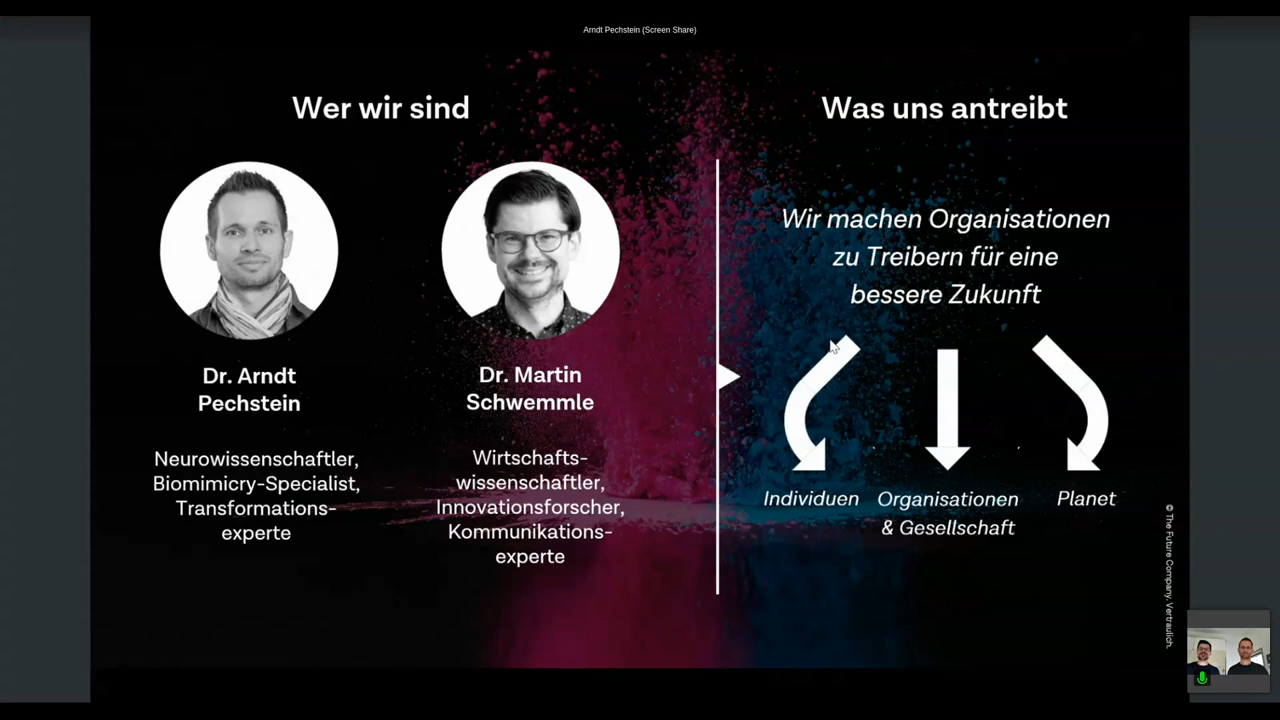 Arndt Pechstein (Screen Share)
Wer wir sind
Dr. Arndt
Pechstein
Neurowissenschaftler,
Biomimicry-Specialist,
Transformations-
experte
Dr. Martin
Schwemmle
Wirtschafts-
wissenschaftler,
Innovationsforscher,
Kommunikations-
experte
Was uns antreibt
Wir machen Organisationen
zu Treibern für eine
bessere Zukunft
Individuen
Organisationen
& Gesellschaft
Planet
© The Future Company. Vertraulich.